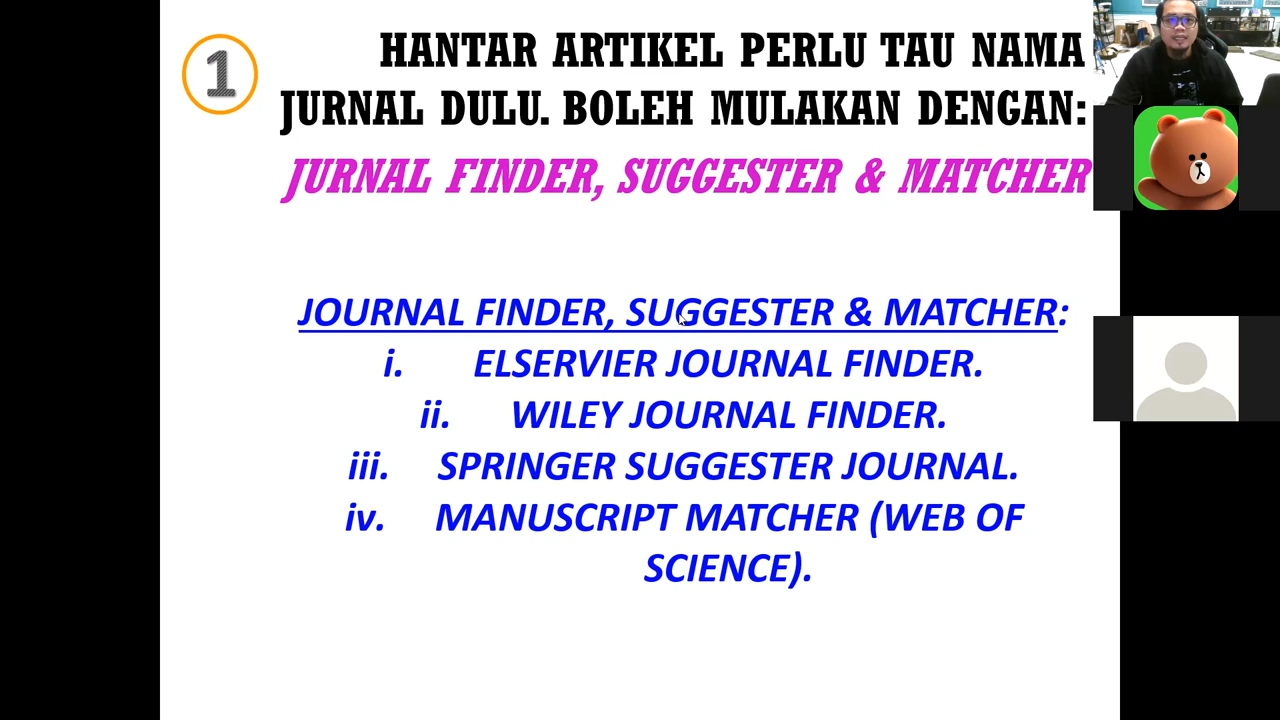 1
HANTAR ARTIKEL PERLU TAU NAMA
JURNAL DULU. BOLEH MULAKAN DENGAN:
JURNAL FINDER, SUGGESTER & MATCHER
JOURNAL FINDER, SUGGESTER & MATCHER:
i. ELSERVIER JOURNAL FINDER.
ii. WILEY JOURNAL FINDER.
iii. SPRINGER SUGGESTER JOURNAL.
iv. MANUSCRIPT MATCHER (WEB OF
SCIENCE).